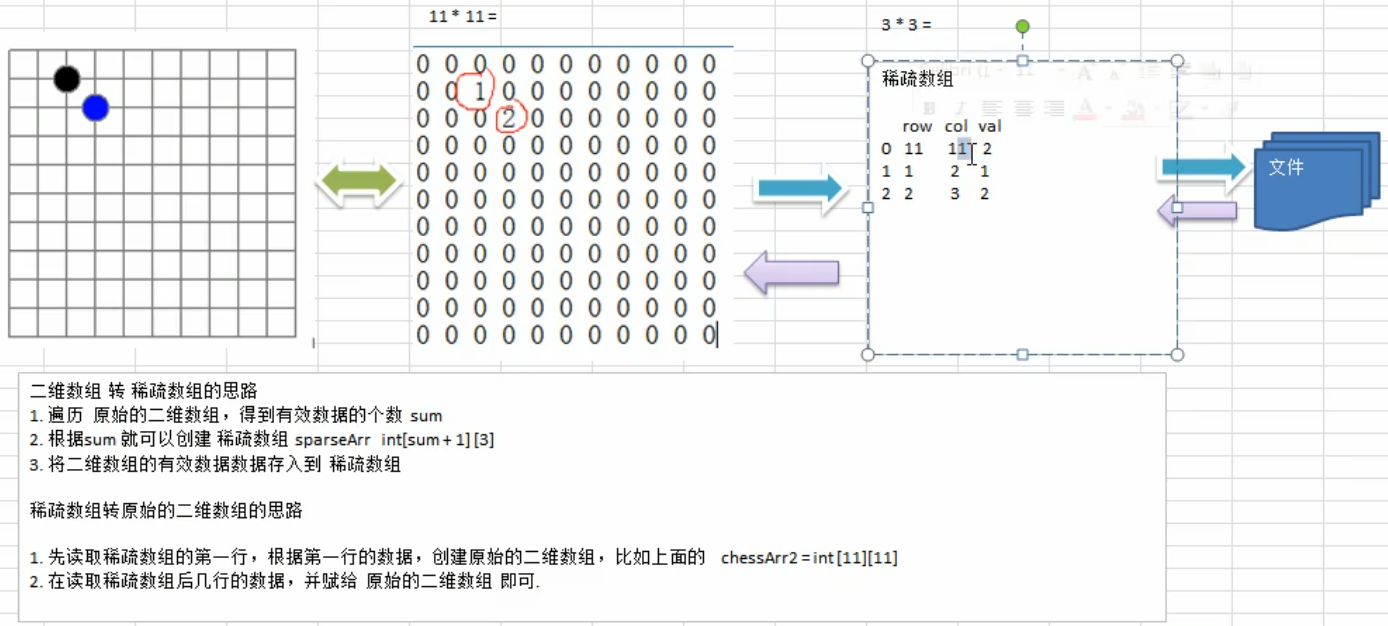 11 * 11 =
0 0 0 0 0 0 0 0 0 0 0
0 0 1 0 0 0 0 0 0 0 0
0 0 0 2 0 0 0 0 0 0 0
0 0 0 0 0 0 0 0 0 0 0
0 0 0 0 0 0 0 0 0 0 0
0 0 0 0 0 0 0 0 0 0 0
0 0 0 0 0 0 0 0 0 0 0
0 0 0 0 0 0 0 0 0 0 0
0 0 0 0 0 0 0 0 0 0 0
0 0 0 0 0 0 0 0 0 0 0
0 0 0 0 0 0 0 0 0 0 0
3 * 3 =
稀疏数组
row col val
0 11 11 2
1 1 2 1
2 2 3 2
文件
二维数组 转 稀疏数组的思路
1. 遍历 原始的二维数组，得到有效数据的个数 sum
2. 根据sum 就可以创建 稀疏数组 sparseArr int[sum + 1] [3]
3. 将二维数组的有效数据数据存入到 稀疏数组
稀疏数组转原始的二维数组的思路
1. 先读取稀疏数组的第一行，根据第一行的数据，创建原始的二维数组，比如上面的 chessArr2 = int [11][11]
2. 在读取稀疏数组后几行的数据，并赋给 原始的二维数组 即可.